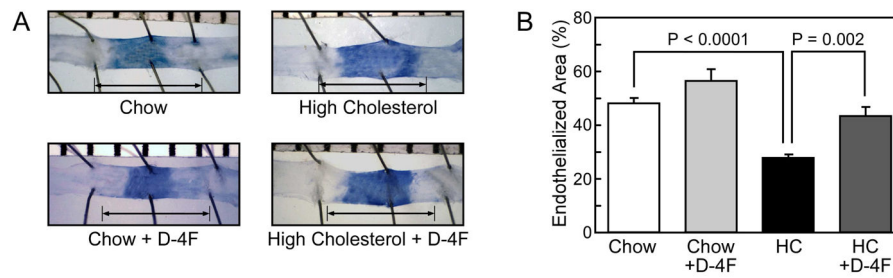 A
Chow
High Cholesterol
Chow + D-4F
High Cholesterol + D-4F
B
Endothelialized Area (%)
80
60
40
20
0
P < 0.0001
P = 0.002
Chow
Chow
+D-4F
HC
HC
+D-4F